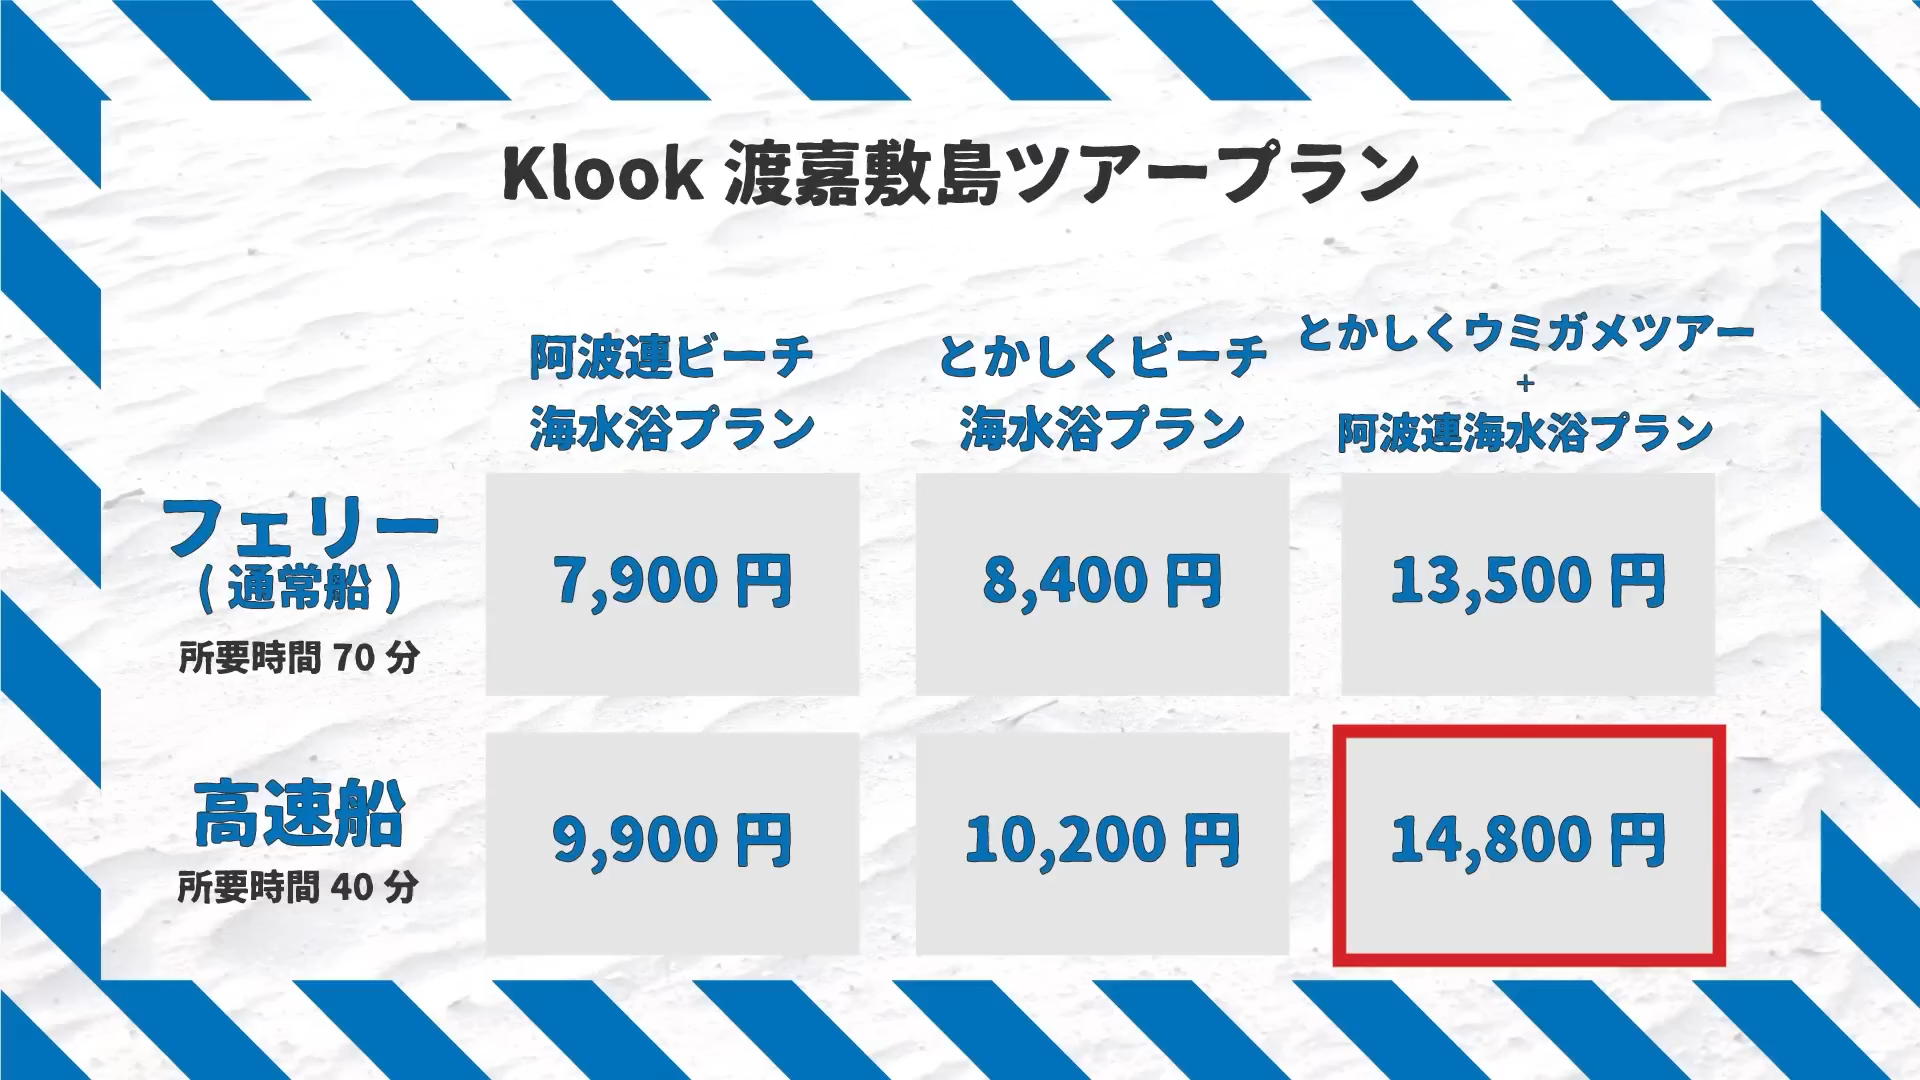 Klook 渡嘉敷島ツアープラン
阿波連ビーチ
海水浴プラン
とかしくビーチ
海水浴プラン
とかしくウミガメツアー
+
阿波連海水浴プラン
フェリー
( 通常船 )
所要時間 70 分
7,900 円
8,400 円
13,500 円
高速船
所要時間 40 分
9,900 円
10,200 円
14,800 円